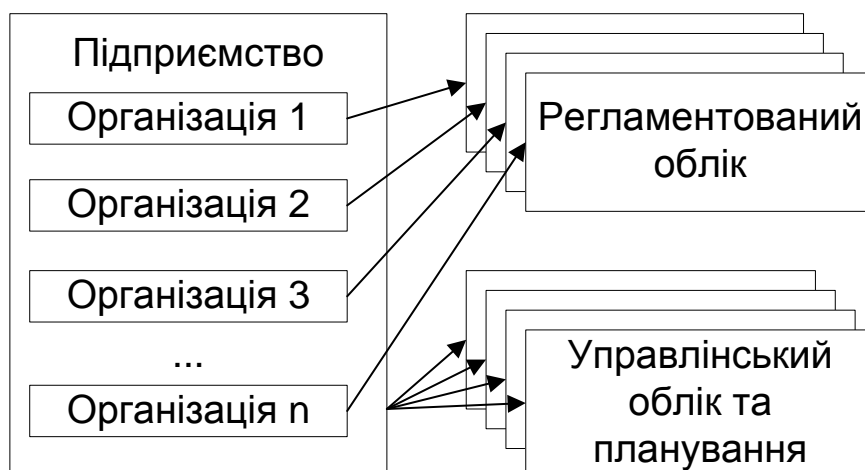 Підприємство
Організація 1
Організація 2
Організація 3
...
Організація n
Регламентований
облік
Управлінський
облік та
планування